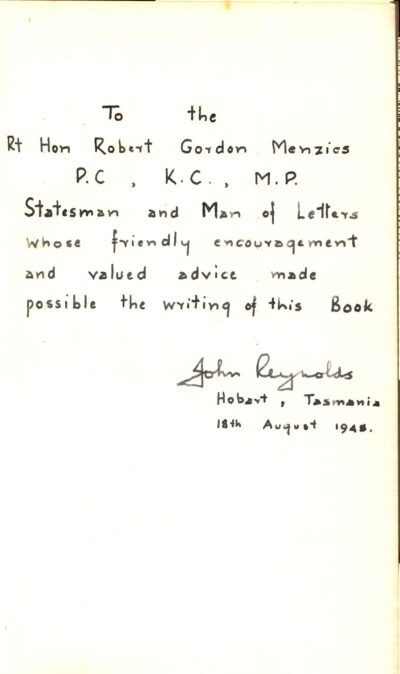 To the
Rt Hon Robert Gordon Menzies
P.C , K.C. , M.P.
Statesman and Man of Letters
whose friendly encouragement
and valued advice made
possible the writing of this Book
John Reynolds
Hobart , Tasmania
18th August 1948.